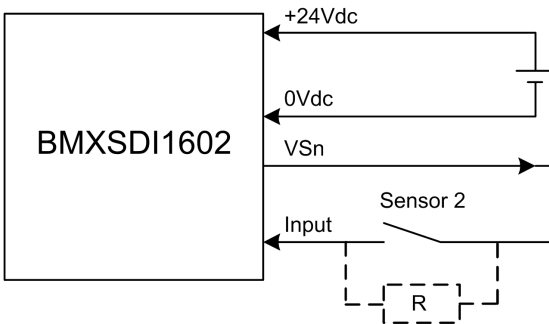 +24Vdc
0Vdc
BMXSDI1602
VSn
Sensor 2
Input
R